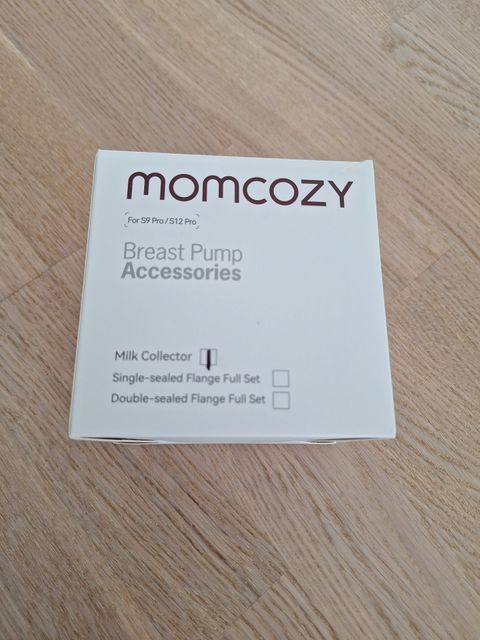 momcozy
For S9 Pro / S12 Pro
Breast Pump
Accessories
Milk Collector
Single-sealed Flange Full Set
Double-sealed Flange Full Set